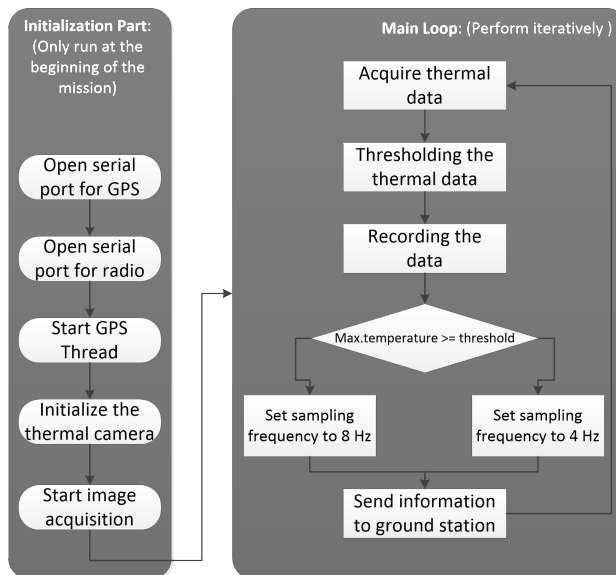 Initialization Part:
(Only run at the
beginning of the
mission)
Open serial
port for GPS
Open serial
port for radio
Start GPS
Thread
Initialize the
thermal camera
Start image
acquisition
Main Loop: (Perform iteratively )
Acquire thermal
data
Thresholding the
thermal data
Recording the
data
Max.temperature >= threshold
Set sampling
frequency to 8 Hz
Set sampling
frequency to 4 Hz
Send information
to ground station